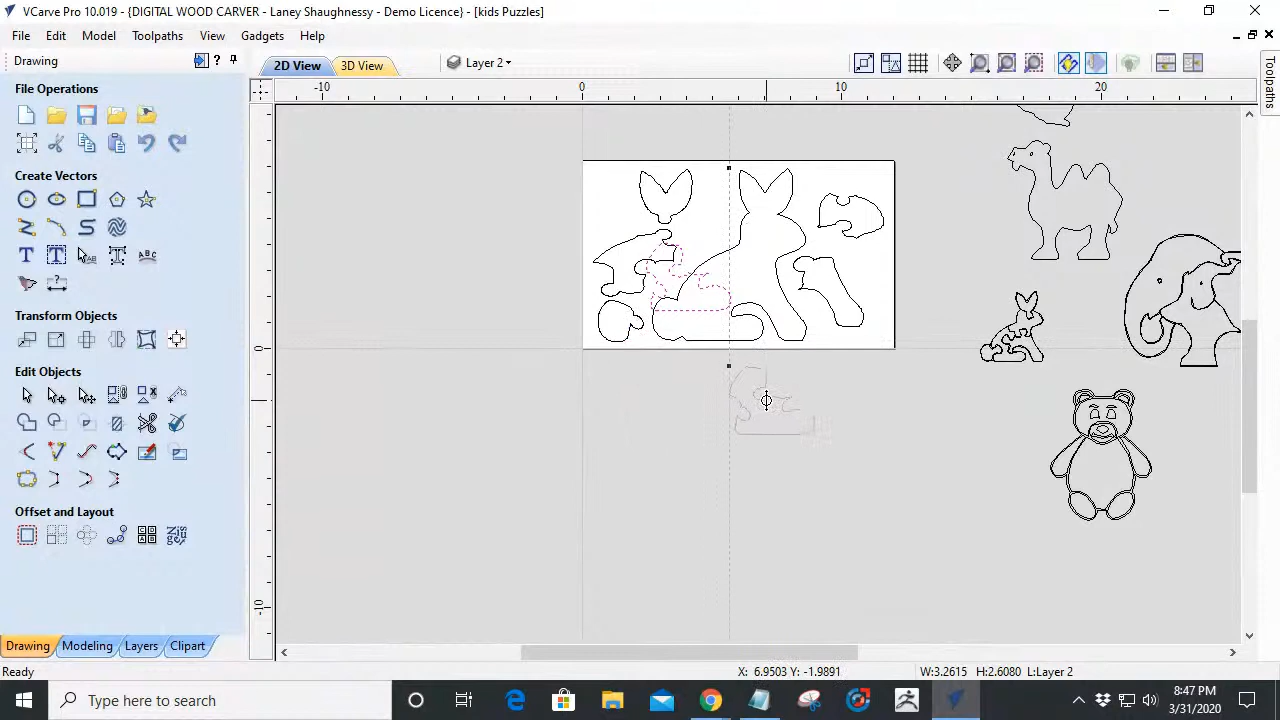 VCarve Pro 10.019 - {DIGITAL WOOD CARVER - Laney Shaughnessy - Demo Licence} - [kids Puzzles]
File Edit Model Toolpaths View Gadgets Help
Drawing ?
2D View 3D View Layer 2
File Operations
Create Vectors
T T T ABC
Transform Objects
Edit Objects
Offset and Layout
Drawing Modeling Layers Clipart
-10 0 10 20
0
-10
Toolpaths
Ready X: 6.9503 Y: -1.9891 W:3.2615 H:2.6080 L:Layer 2
Type here to search
8:47 PM
3/31/2020